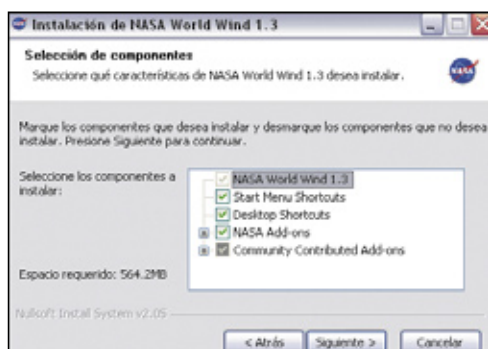 Instalación de NASA World Wind 1.3
Selección de componentes
Seleccione qué características de NASA World Wind 1.3 desea instalar.
NASA
Marque los componentes que desea instalar y desmarque los componentes que no desea
instalar. Presione Siguiente para continuar.
Seleccione los componentes a
instalar:
NASA World Wind 1.3
Start Menu Shortcuts
Desktop Shortcuts
NASA Add-ons
Community Contributed Add-ons
Espacio requerido: 564.2MB
Nullsoft Install System v2.05
< Atrás
Siguiente >
Cancelar